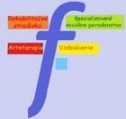 Rehabilitačné
stredisko
Špecializované
sociálne poradenstvo
Arteterapia
Vzdelávanie
f